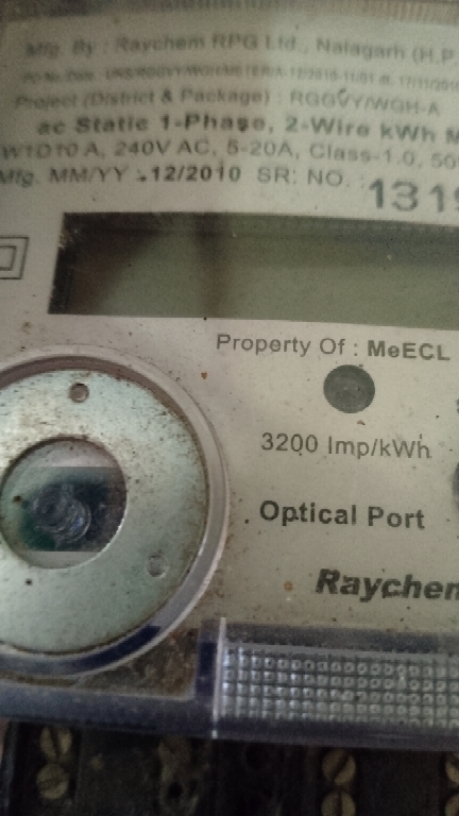 Mfg. By : Raychem RPG Ltd., Nalagarh (H.P.
Project (District & Package) : RGGVY/WGH-A
ac Static 1-Phase, 2-Wire kWh M
240V AC, 5-20A, Class-1.0, 50
Mfg. MM/YY : 12/2010 SR. NO. 1319
Property Of : MeECL
3200 Imp/kWh
Optical Port
Raychem